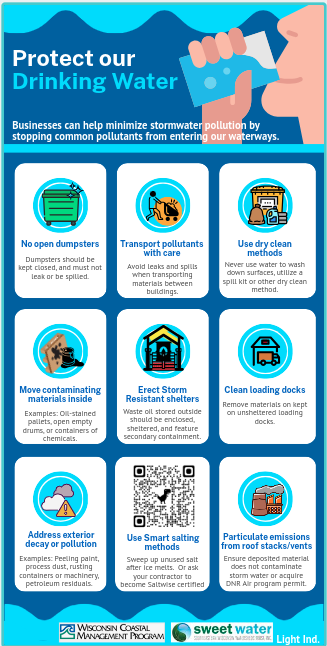 Protect our
Drinking Water
Businesses can help minimize stormwater pollution by
stopping common pollutants from entering our waterways.
No open dumpsters
Dumpsters should be
kept closed, and must not
leak or be spilled.
Transport pollutants
with care
Avoid leaks and spills
when transporting
materials between
buildings.
Use dry clean
methods
Never use water to wash
down surfaces, utilize a
spill kit or other dry clean
method.
Move contaminating
materials inside
Examples: Oil-stained
pallets, open empty
drums, or containers of
chemicals.
Erect Storm
Resistant shelters
Waste oil stored outside
should be enclosed,
sheltered, and feature
secondary containment.
Clean loading docks
Remove materials on kept
on unsheltered loading
docks.
Address exterior
decay or pollution
Examples: Peeling paint,
process dust, rusting
containers or machinery,
petroleum residuals.
Use Smart salting
methods
Sweep up unused salt
after ice melts. Or ask
your contractor to
become Saltwise certified
Particulate emissions
from roof stacks/vents
Ensure deposited material
does not contaminate
storm water or acquire
DNR Air program permit.
WISCONSIN COASTAL
MANAGEMENT PROGRAM
sweet water
Light Ind.